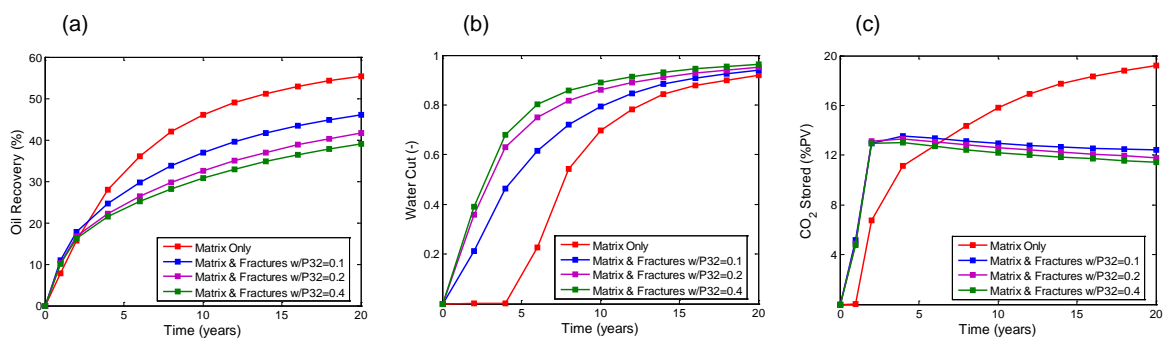 (a)
(b)
(c)
Oil Recovery (%)
60
50
40
30
20
10
0
0 5 10 15 20
Time (years)
Matrix Only
Matrix & Fractures w/P32=0.1
Matrix & Fractures w/P32=0.2
Matrix & Fractures w/P32=0.4
Water Cut (-)
1
0.8
0.6
0.4
0.2
0 5 10 15 20
Time (years)
Matrix Only
Matrix & Fractures w/P32=0.1
Matrix & Fractures w/P32=0.2
Matrix & Fractures w/P32=0.4
CO2 Stored (%PV)
20
16
12
8
4
0 5 10 15 20
Time (years)
Matrix Only
Matrix & Fractures w/P32=0.1
Matrix & Fractures w/P32=0.2
Matrix & Fractures w/P32=0.4